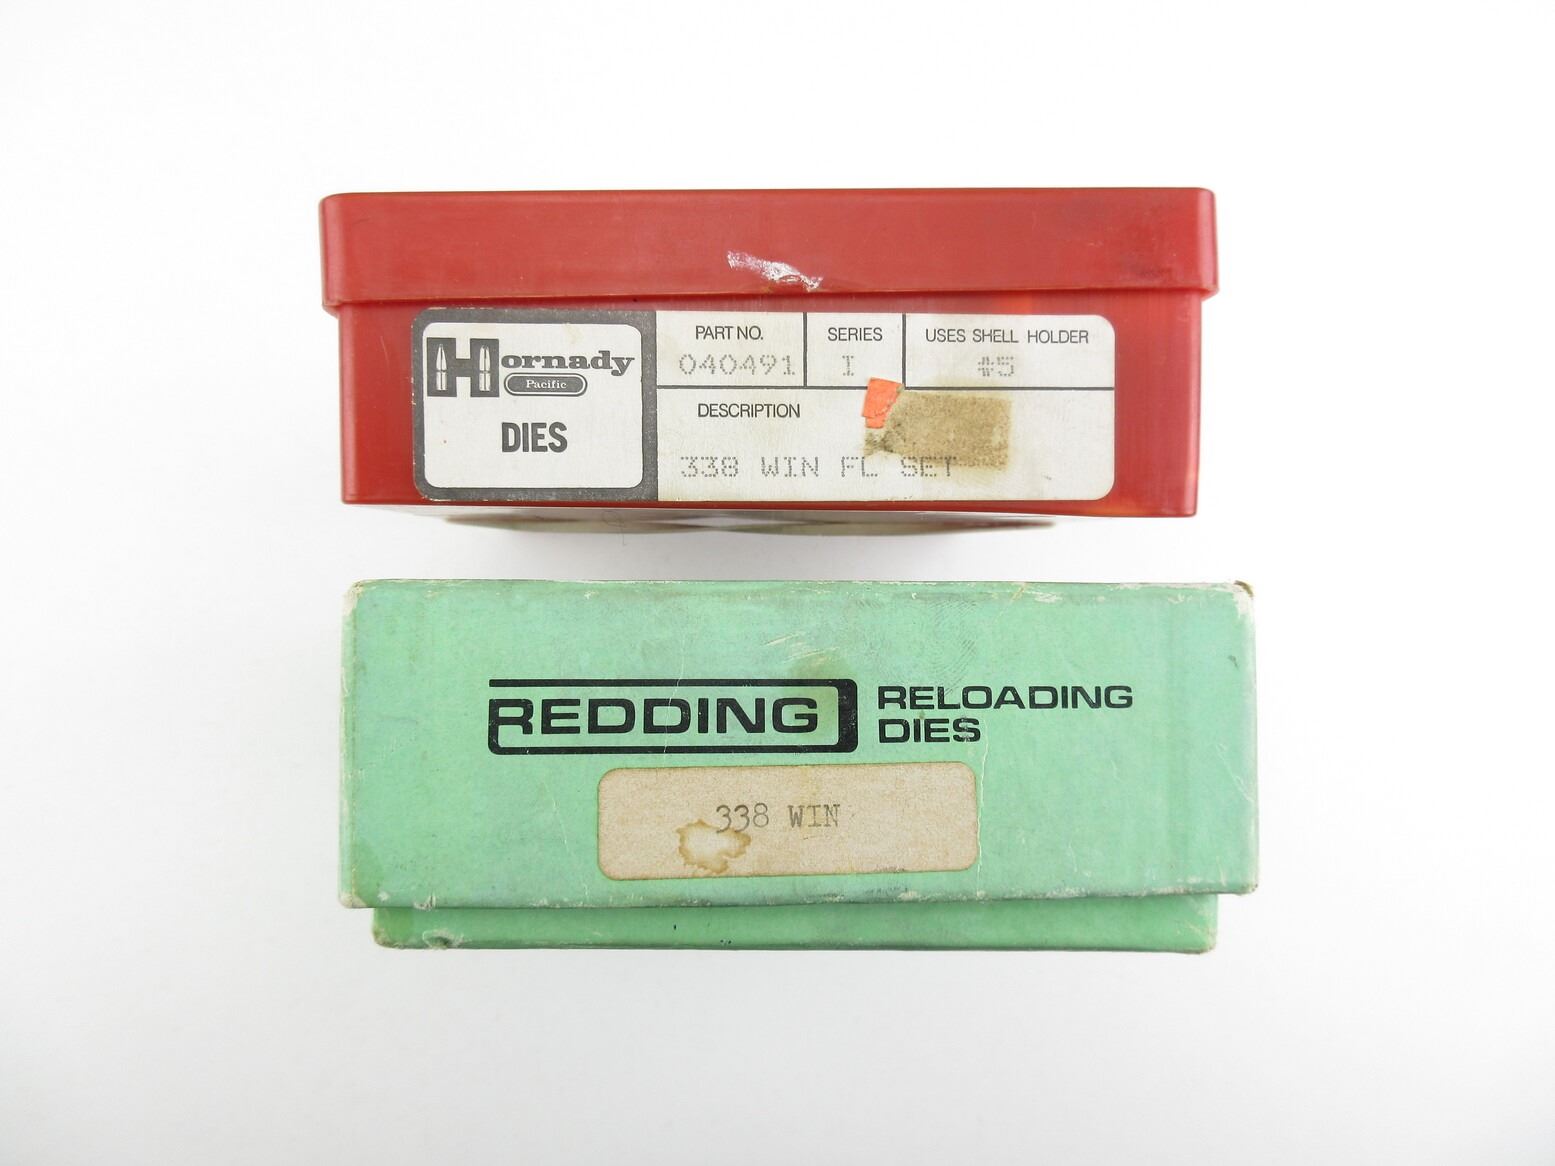 Hornady
Pacific
DIES
PART NO.
040491
SERIES
I
USES SHELL HOLDER
#5
DESCRIPTION
338 WIN FL SET
REDDING
RELOADING
DIES
338 WIN